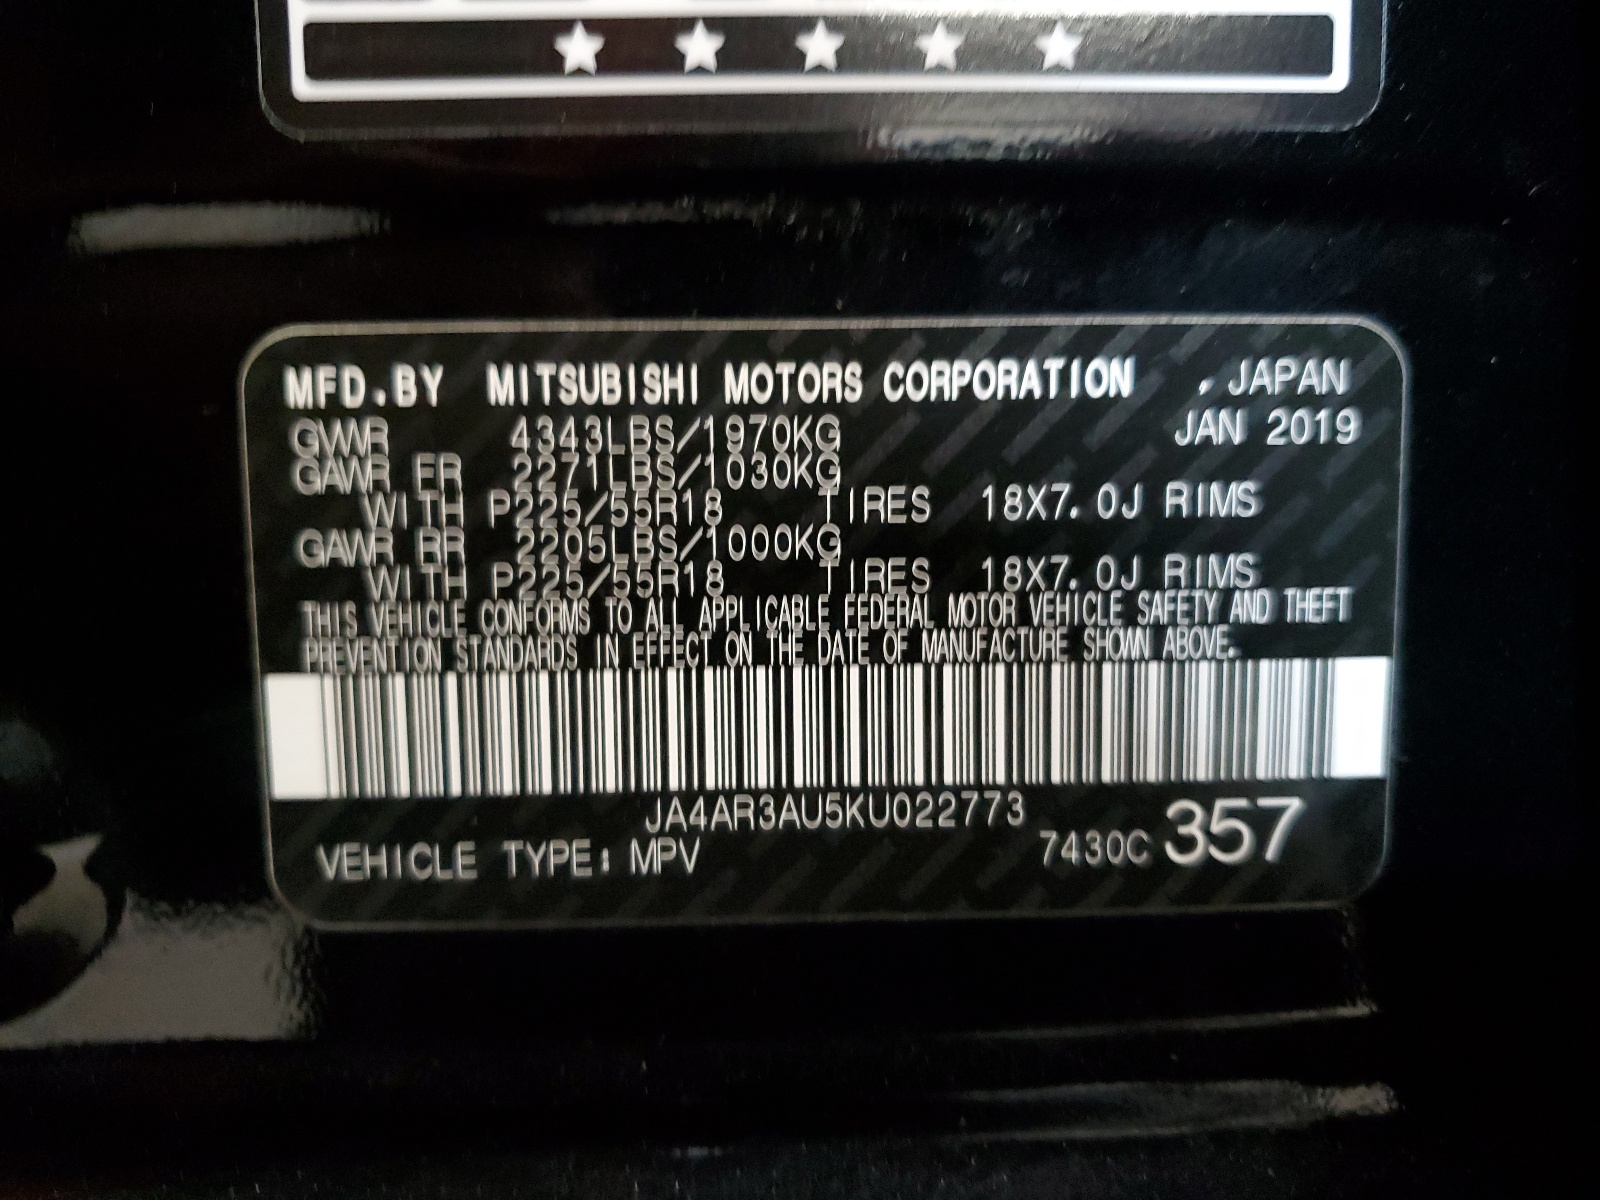 MFD.BY MITSUBISHI MOTORS CORPORATION , JAPAN
GVWR 4343LBS/1970KG JAN 2019
GAWR FR 2271LBS/1030KG
WITH P225/55R18 TIRES 18X7.0J RIMS
GAWR RR 2205LBS/1000KG
WITH P225/55R18 TIRES 18X7.0J RIMS
THIS VEHICLE CONFORMS TO ALL APPLICABLE FEDERAL MOTOR VEHICLE SAFETY AND THEFT
PREVENTION STANDARDS IN EFFECT ON THE DATE OF MANUFACTURE SHOWN ABOVE.
JA4AR3AU5KU022773
VEHICLE TYPE: MPV 7430C 357